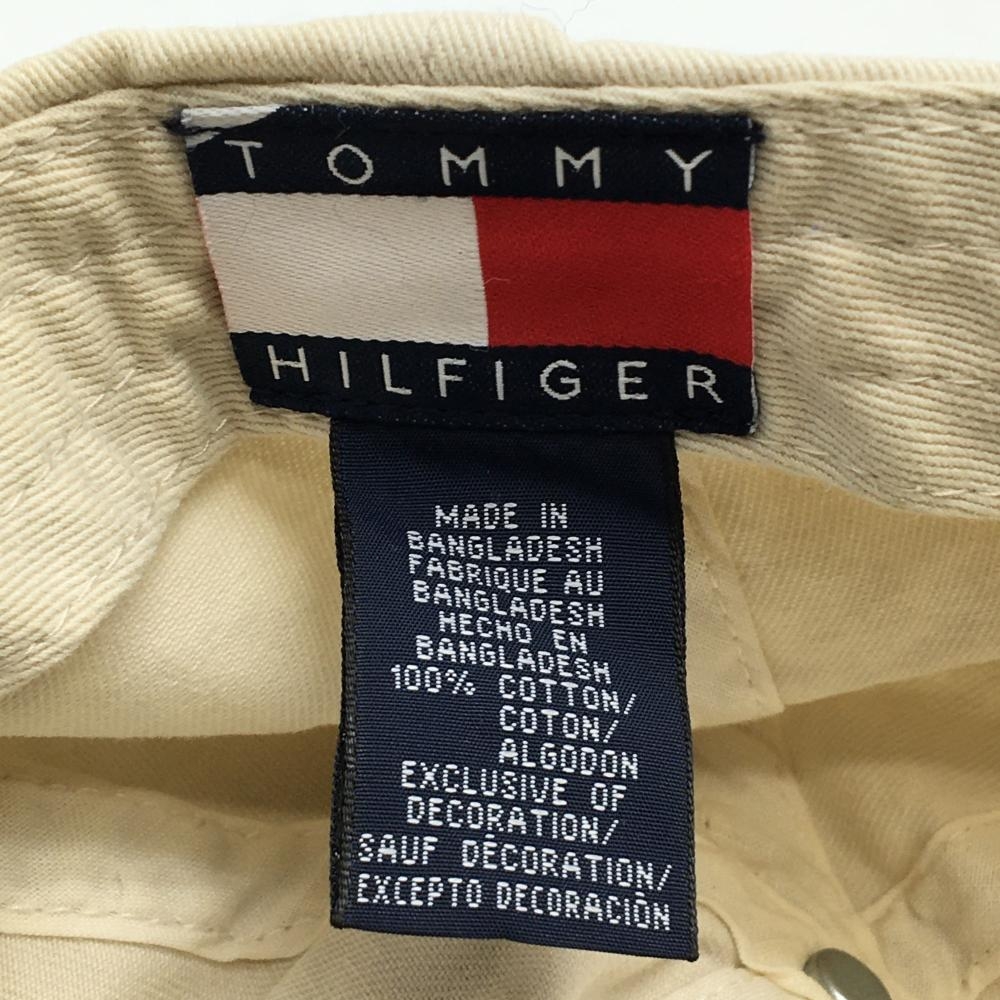 TOMMY
HILFIGER
MADE IN
BANGLADESH
FABRIQUE AU
BANGLADESH
HECHO EN
BANGLADESH
100% COTTON/
COTON/
ALGODON
EXCLUSIVE OF
DECORATION/
SAUF DÉCORATION/
EXCEPTO DECORACIÓN